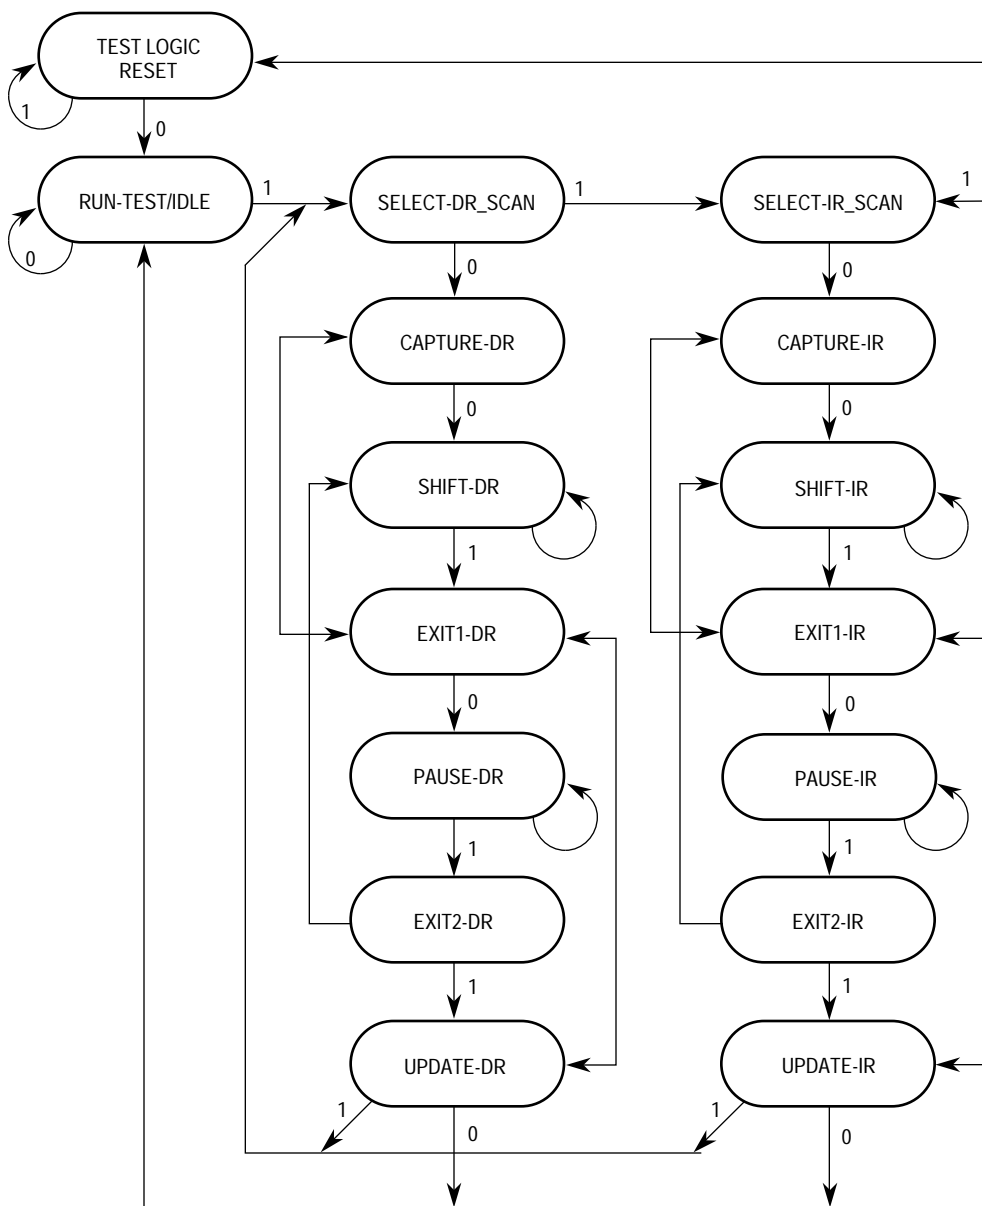 TEST LOGIC
RESET
1
0
RUN-TEST/IDLE
1
SELECT-DR_SCAN
1
SELECT-IR_SCAN
1
0
0
0
CAPTURE-DR
CAPTURE-IR
0
0
SHIFT-DR
SHIFT-IR
1
1
EXIT1-DR
EXIT1-IR
0
0
PAUSE-DR
PAUSE-IR
1
1
EXIT2-DR
EXIT2-IR
1
1
UPDATE-DR
UPDATE-IR
1
0
1
0